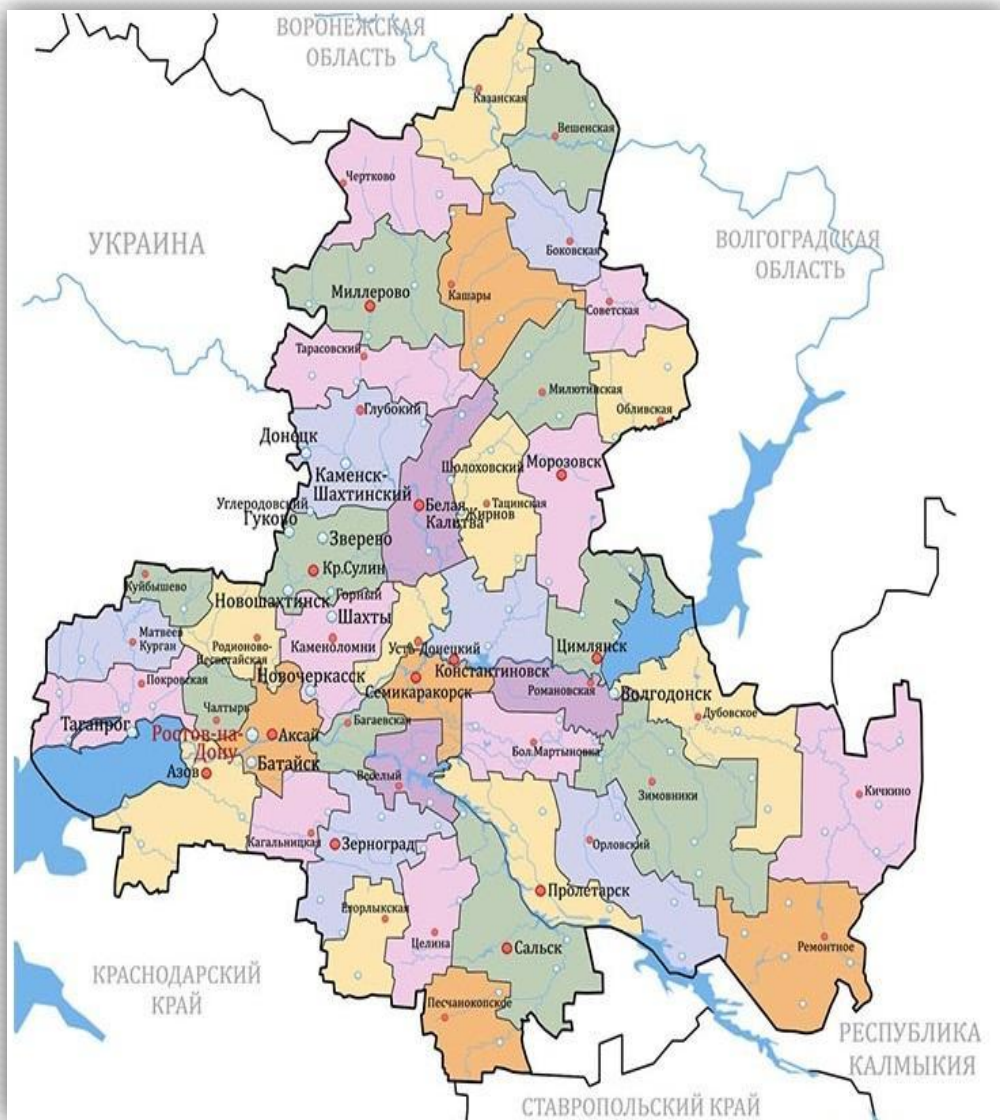 ВОРОНЕЖСКАЯ
ОБЛАСТЬ
Казанская
Вешенская
Чертково
УКРАИНА
Боковская
ВОЛГОГРАДСКАЯ
ОБЛАСТЬ
Миллерово
Кашары
Советская
Тарасовский
Милютинская
Глубокий
Обливская
Донецк
Каменск-
Шахтинский
Шолоховский
Морозовск
Углеродовский
Гуково
Белая
Калитва
Тацинская
Жирнов
Зверево
Кр.Сулин
Куйбышево
Новошахтинск
Горный
Шахты
Матвеев
Курган
Родионово-
Несветайская
Каменоломни
Усть-Донецкий
Цимлянск
Покровская
Новочеркасск
Константиновск
Семикаракорск
Романовская
Волгодонск
Чалтырь
Таганрог
Ростов-на-
Дону
Аксай
Багаевская
Дубовское
Бол.Мартыновка
Батайск
Азов
Веселый
Зимовники
Кичкино
Кагальницкая
Зерноград
Орловский
Пролетарск
Егорлыкская
Целина
Сальск
Ремонтное
КРАСНОДАРСКИЙ
КРАЙ
Песчанокопское
РЕСПУБЛИКА
КАЛМЫКИЯ
СТАВРОПОЛЬСКИЙ КРАЙ